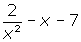 2/x² − x − 7